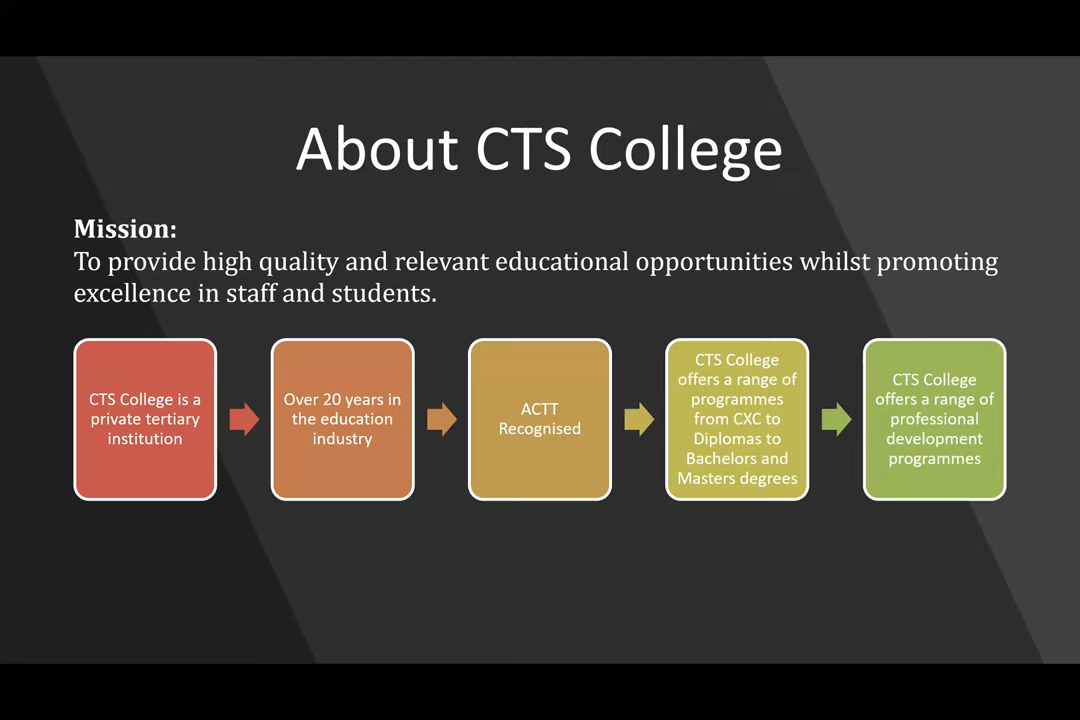 About CTS College
Mission:
To provide high quality and relevant educational opportunities whilst promoting
excellence in staff and students.
CTS College is a
private tertiary
institution
Over 20 years in
the education
industry
ACTT
Recognised
CTS College
offers a range of
programmes
from CXC to
Diplomas to
Bachelors and
Masters degrees
CTS College
offers a range of
professional
development
programmes